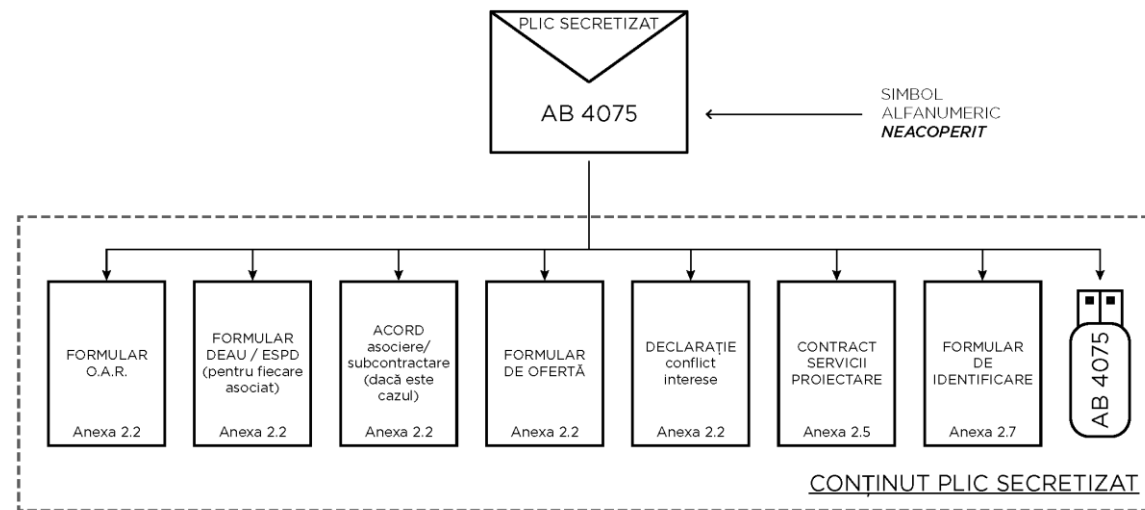 PLIC SECRETIZAT
AB 4075
SIMBOL
ALFANUMERIC
NEACOPERIT
FORMULAR
O.A.R.
Anexa 2.2
FORMULAR
DEAU / ESPD
(pentru fiecare
asociat)
Anexa 2.2
ACORD
asociere/
subcontractare
(dacă este
cazul)
Anexa 2.2
FORMULAR
DE OFERTĂ
Anexa 2.2
DECLARAȚIE
conflict
interese
Anexa 2.2
CONTRACT
SERVICII
PROIECTARE
Anexa 2.5
FORMULAR
DE
IDENTIFICARE
Anexa 2.7
AB 4075
CONȚINUT PLIC SECRETIZAT